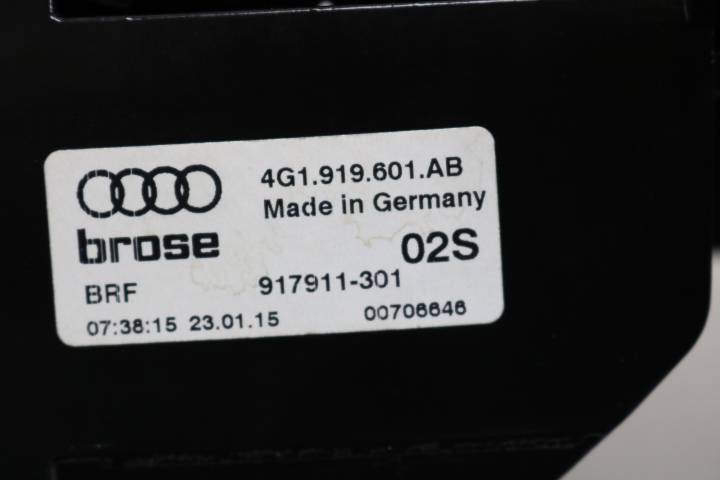 4G1.919.601.AB
Made in Germany
brose 02S
BRF 917911-301
07:38:15 23.01.15 00706646